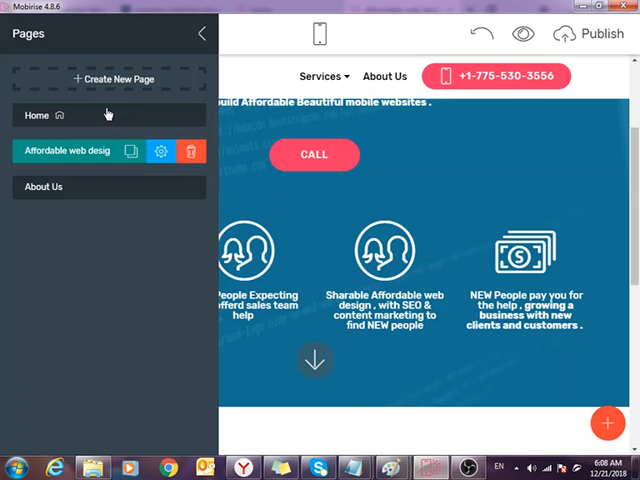 Mobirise 4.8.6
Pages
+ Create New Page
Home
Affordable web desig
About Us
Publish
Services
About Us
+1-775-530-3556
build Affordable Beautiful mobile websites .
CALL
People Expecting
offerd sales team
help
Sharable Affordable web
design , with SEO &
content marketing to
find NEW people
NEW People pay you for
the help , growing a
business with new
clients and customers .
EN
6:08 AM
12/21/2018